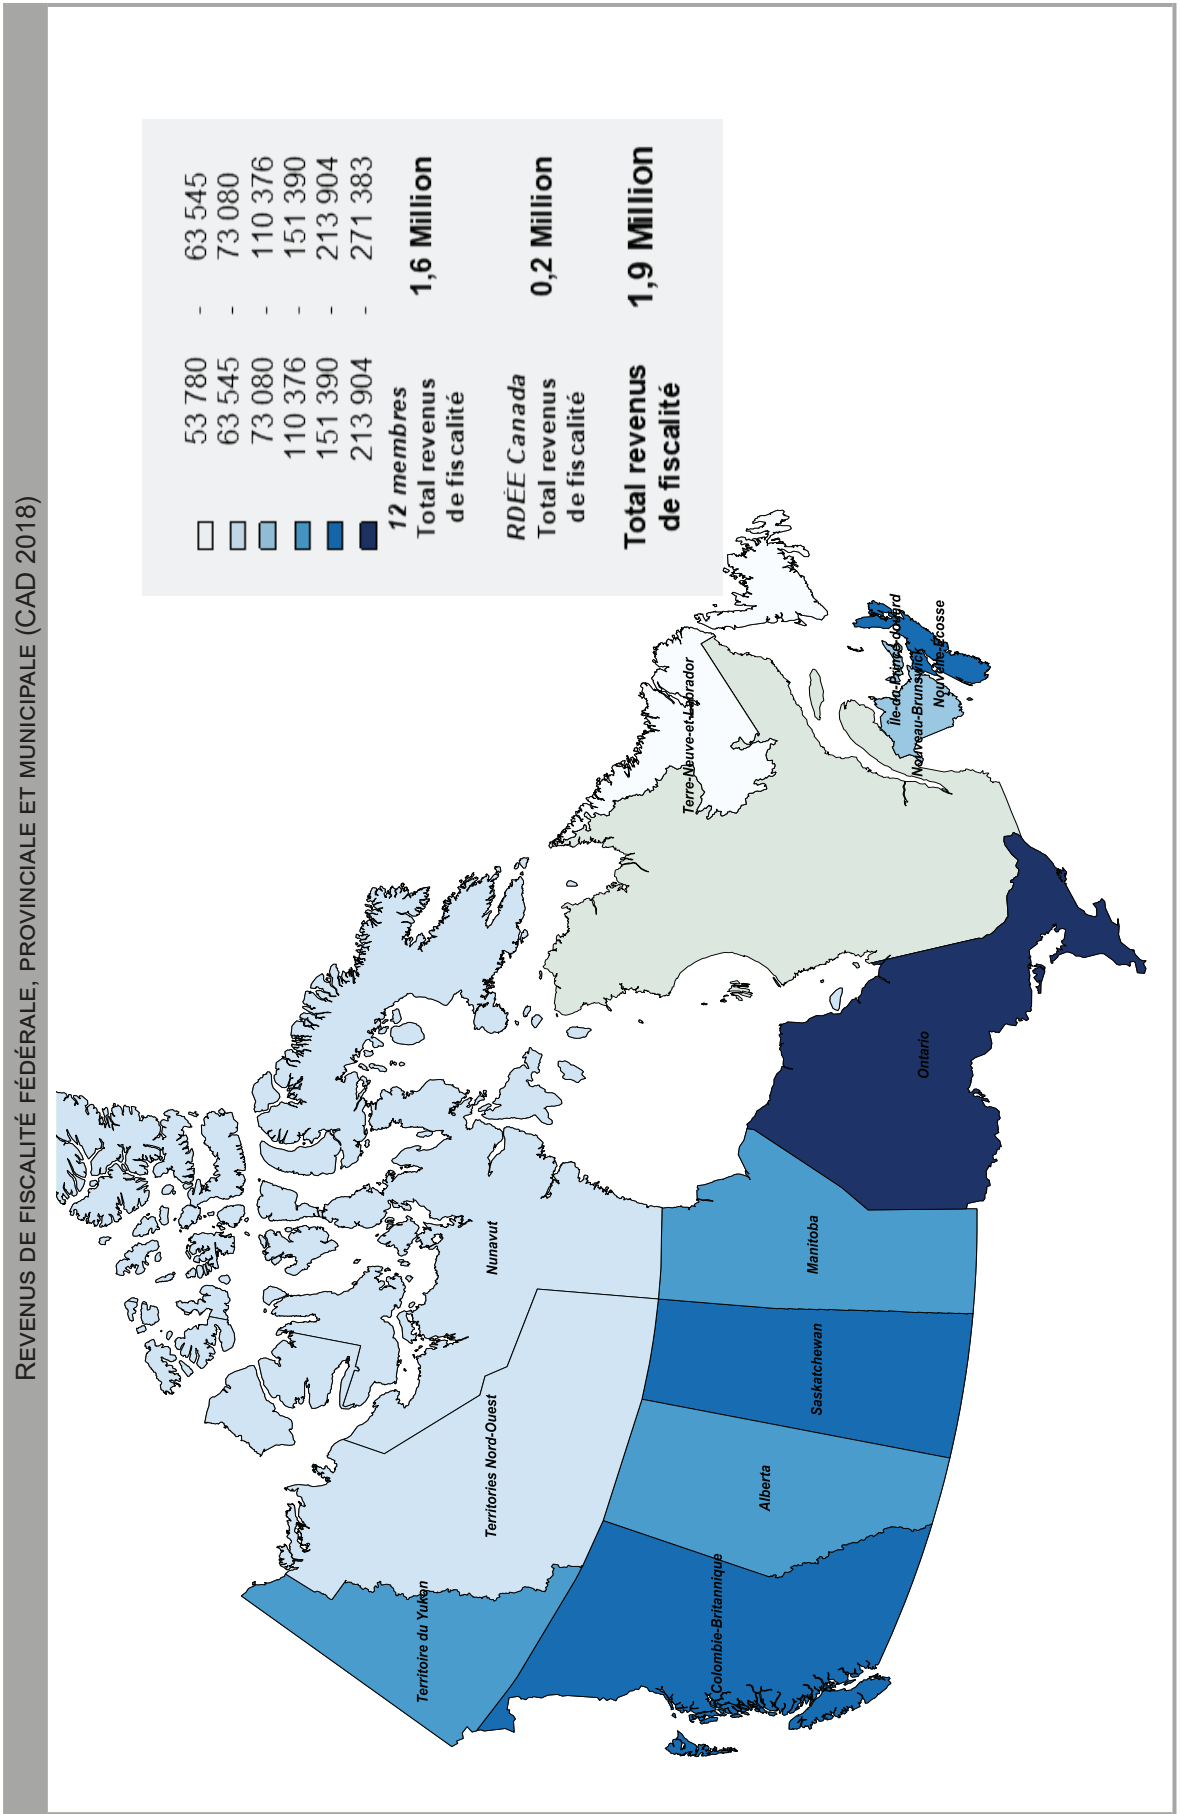 REVENUS DE FISCALITÉ FÉDÉRALE, PROVINCIALE ET MUNICIPALE (CAD 2018)
53 780 - 63 545
63 545 - 73 080
73 080 - 110 376
110 376 - 151 390
151 390 - 213 904
213 904 - 271 383
12 membres
Total revenus
de fiscalité
1,6 Million
RDÉE Canada
Total revenus
de fiscalité
0,2 Million
Total revenus
de fiscalité
1,9 Million
Territoire du Yukon
Territories Nord-Ouest
Nunavut
Terre-Neuve-et-Labrador
Colombie-Britannique
Alberta
Saskatchewan
Manitoba
Ontario
Île-du-Prince-douard
Nouveau-Brunswick
Nouvelle-Écosse